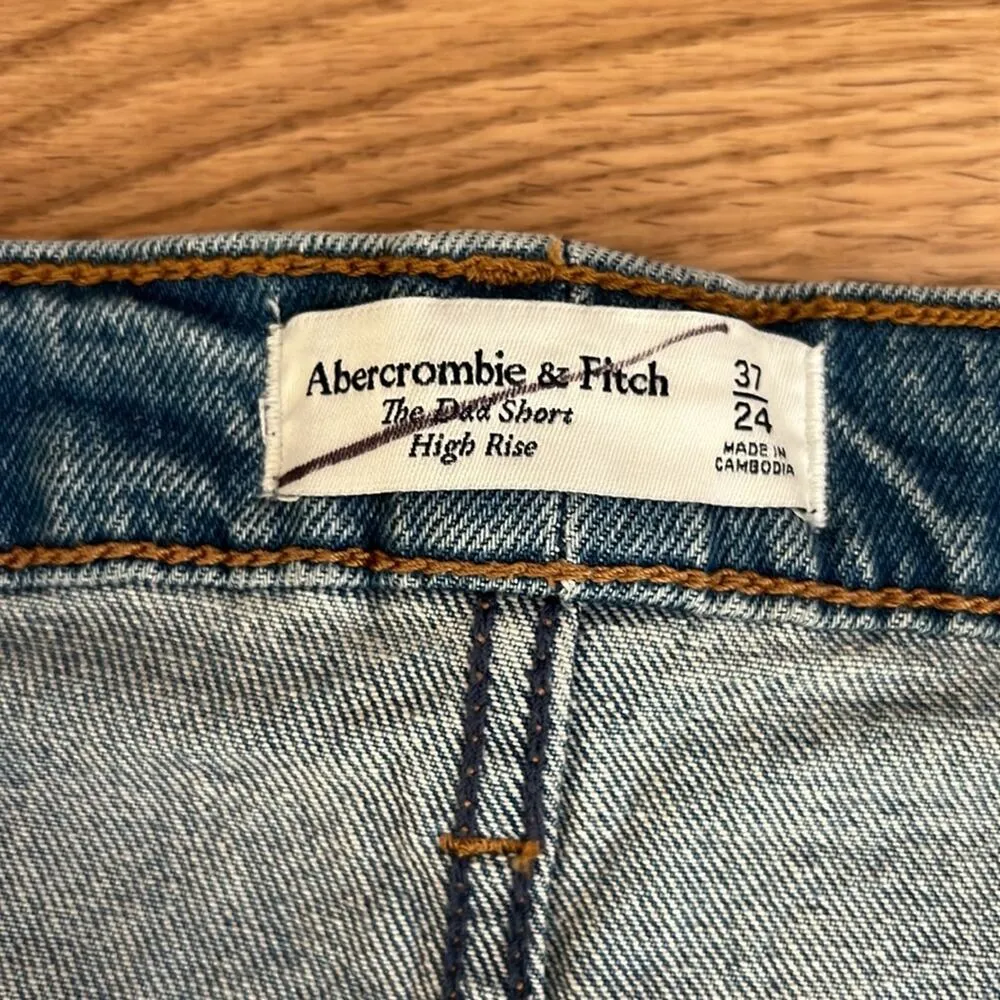 Abercrombie & Fitch
The Dad Short
High Rise
37
24
MADE IN
CAMBODIA